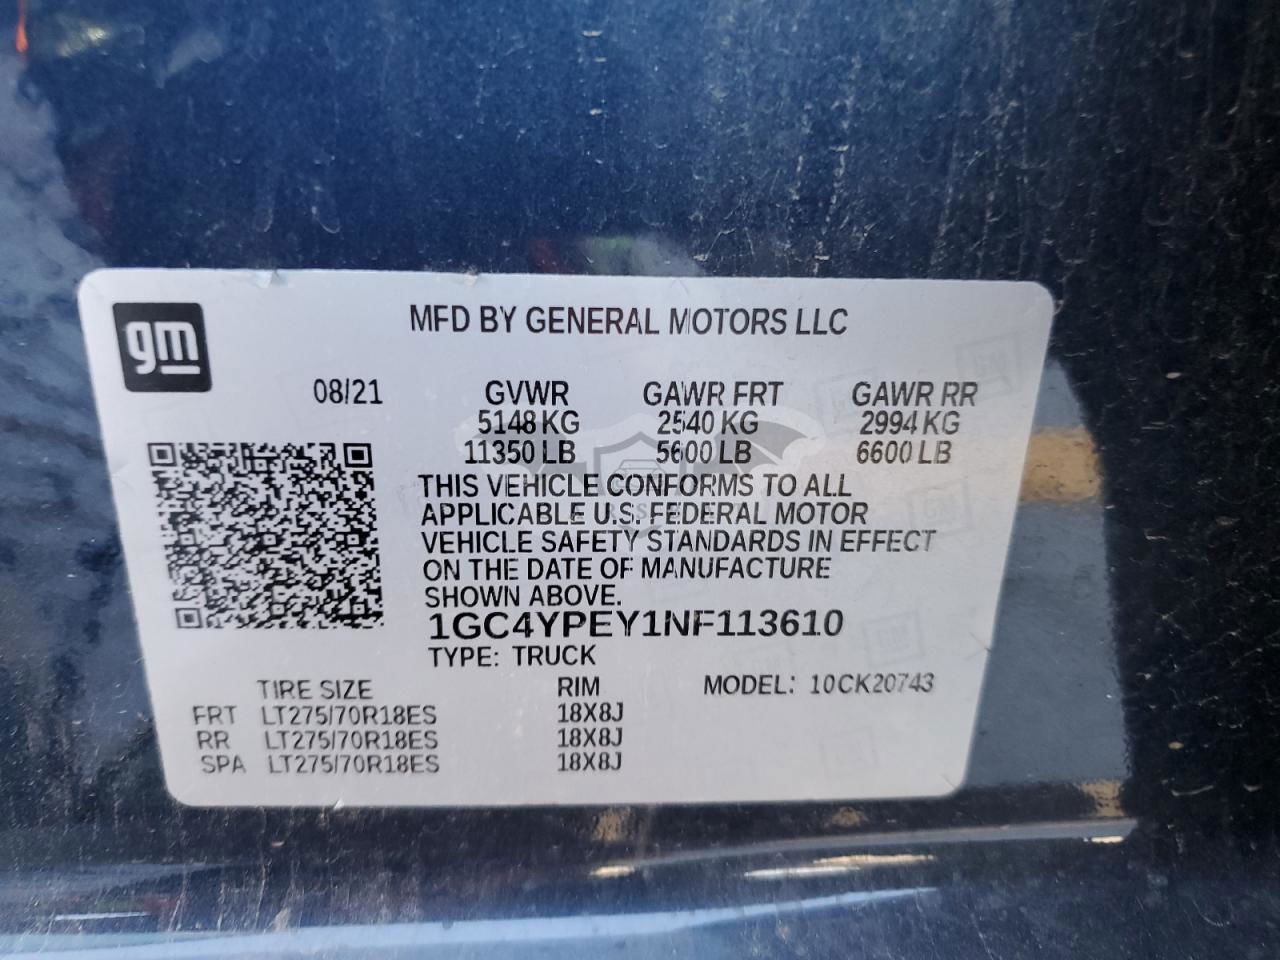 gm
MFD BY GENERAL MOTORS LLC
08/21 GVWR GAWR FRT GAWR RR
5148 KG 2540 KG 2994 KG
11350 LB 5600 LB 6600 LB
THIS VEHICLE CONFORMS TO ALL
APPLICABLE U.S. FEDERAL MOTOR
VEHICLE SAFETY STANDARDS IN EFFECT
ON THE DATE OF MANUFACTURE
SHOWN ABOVE.
1GC4YPEY1NF113610
TYPE: TRUCK
TIRE SIZE RIM MODEL: 10CK20743
FRT LT275/70R18ES 18X8J
RR LT275/70R18ES 18X8J
SPA LT275/70R18ES 18X8J